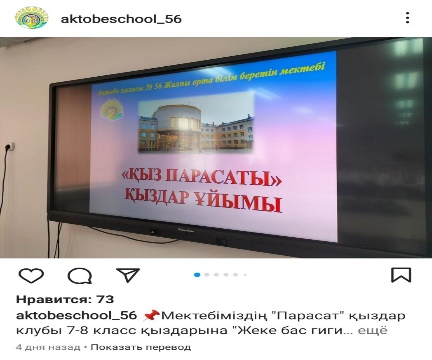 aktobeschool_56
Ақтөбе қаласы № 56 Жалпы орта білім беретін мектебі
«ҚЫЗ ПАРАСАТЫ»
ҚЫЗДАР ҰЙЫМЫ
Нравится: 73
aktobeschool_56 📌Мектебіміздің "Парасат" қыздар
клубы 7-8 класс қыздарына "Жеке бас гиги... ещё
4 дня назад • Показать перевод